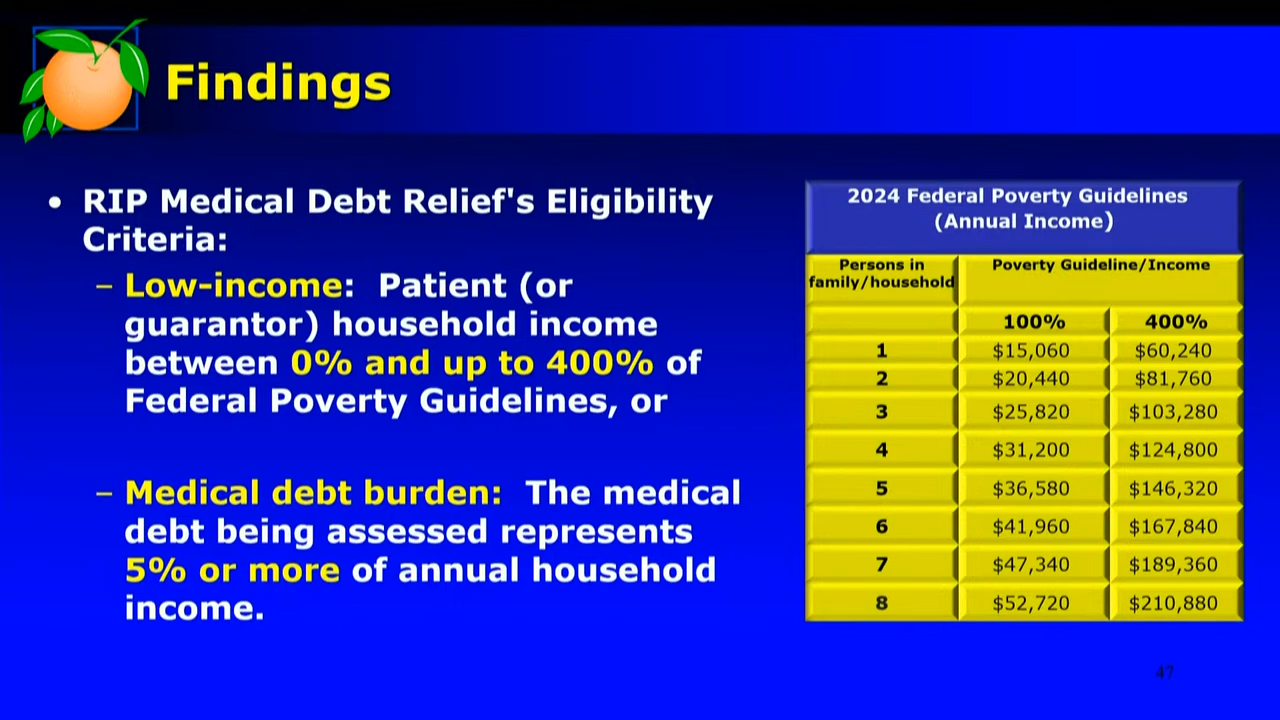 Findings
• RIP Medical Debt Relief's Eligibility
Criteria:
– Low-income:  Patient (or
guarantor) household income
between 0% and up to 400% of
Federal Poverty Guidelines, or
– Medical debt burden:  The medical
debt being assessed represents
5% or more of annual household
income.
2024 Federal Poverty Guidelines
(Annual Income)
Persons in
family/household
Poverty Guideline/Income
100% 400%
1 $15,060 $60,240
2 $20,440 $81,760
3 $25,820 $103,280
4 $31,200 $124,800
5 $36,580 $146,320
6 $41,960 $167,840
7 $47,340 $189,360
8 $52,720 $210,880
47